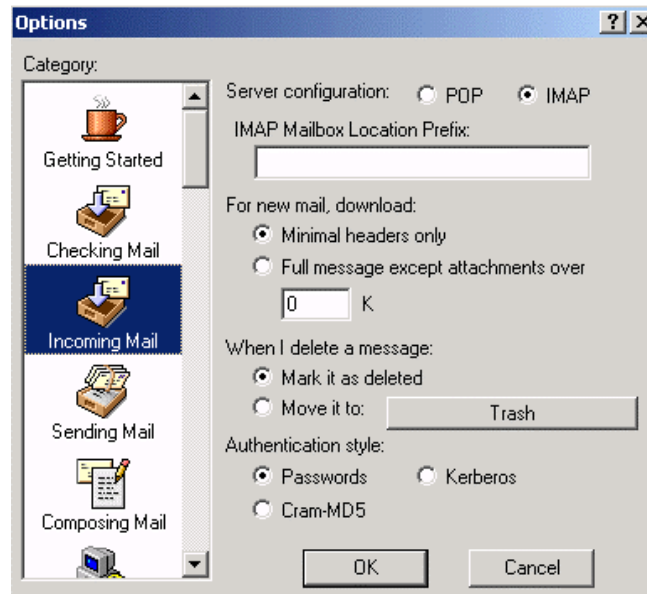 Options
Category:
Getting Started
Checking Mail
Incoming Mail
Sending Mail
Composing Mail
Server configuration: POP IMAP
IMAP Mailbox Location Prefix:
For new mail, download:
Minimal headers only
Full message except attachments over
0 K
When I delete a message:
Mark it as deleted
Move it to: Trash
Authentication style:
Passwords Kerberos
Cram-MD5
OK Cancel